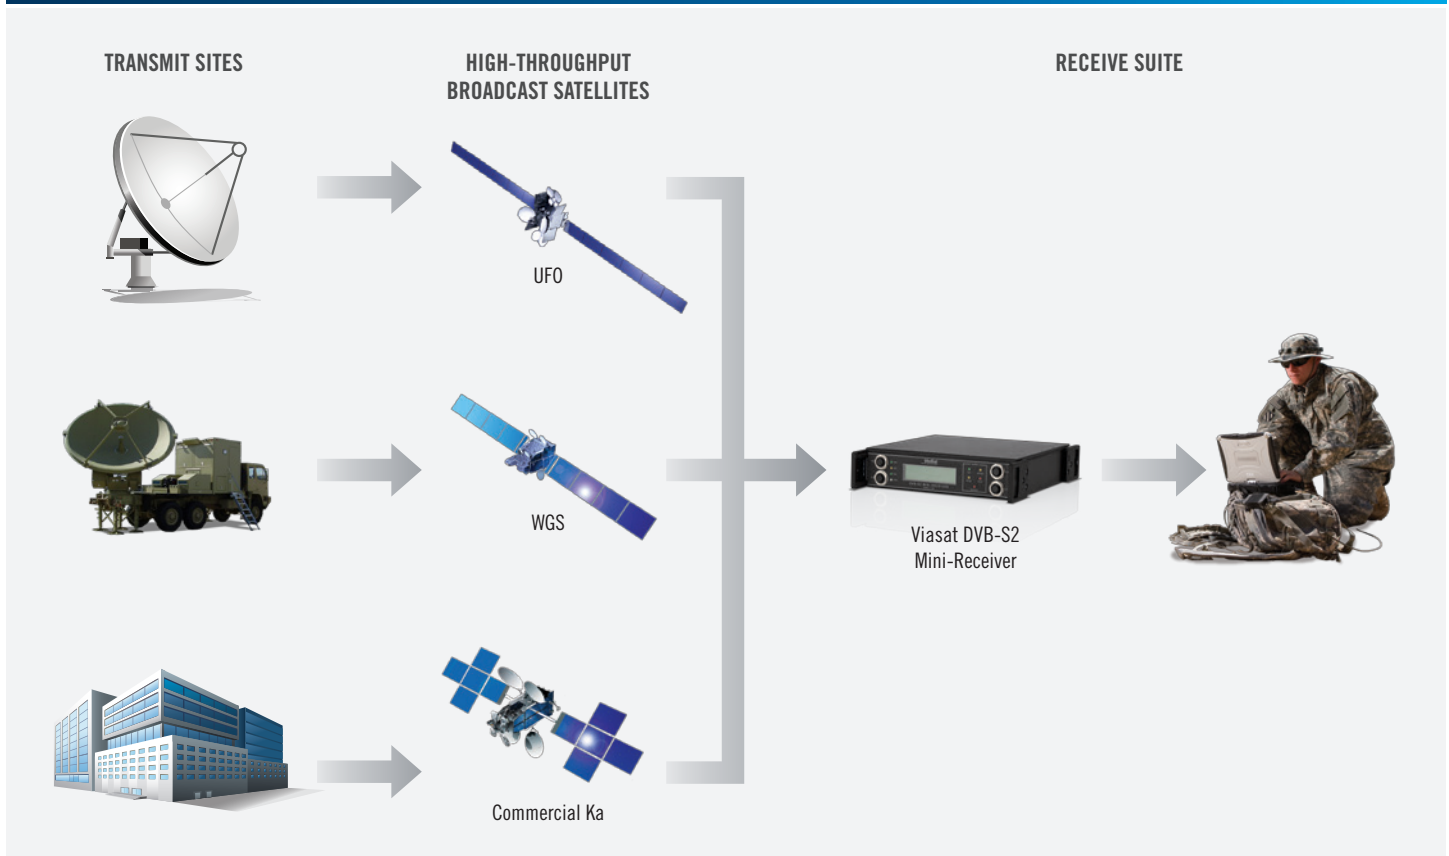 TRANSMIT SITES
HIGH-THROUGHPUT
BROADCAST SATELLITES
RECEIVE SUITE
UFO
WGS
Viasat DVB-S2
Mini-Receiver
Commercial Ka